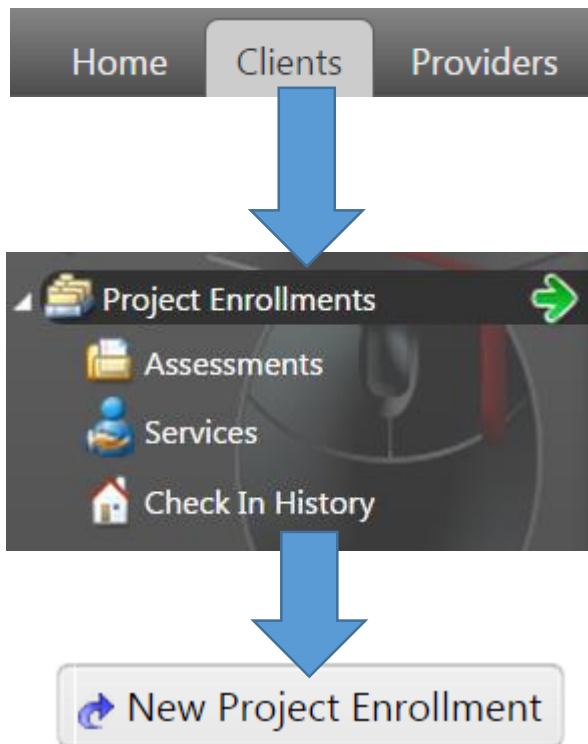 Home Clients Providers
Project Enrollments
Assessments
Services
Check In History
New Project Enrollment